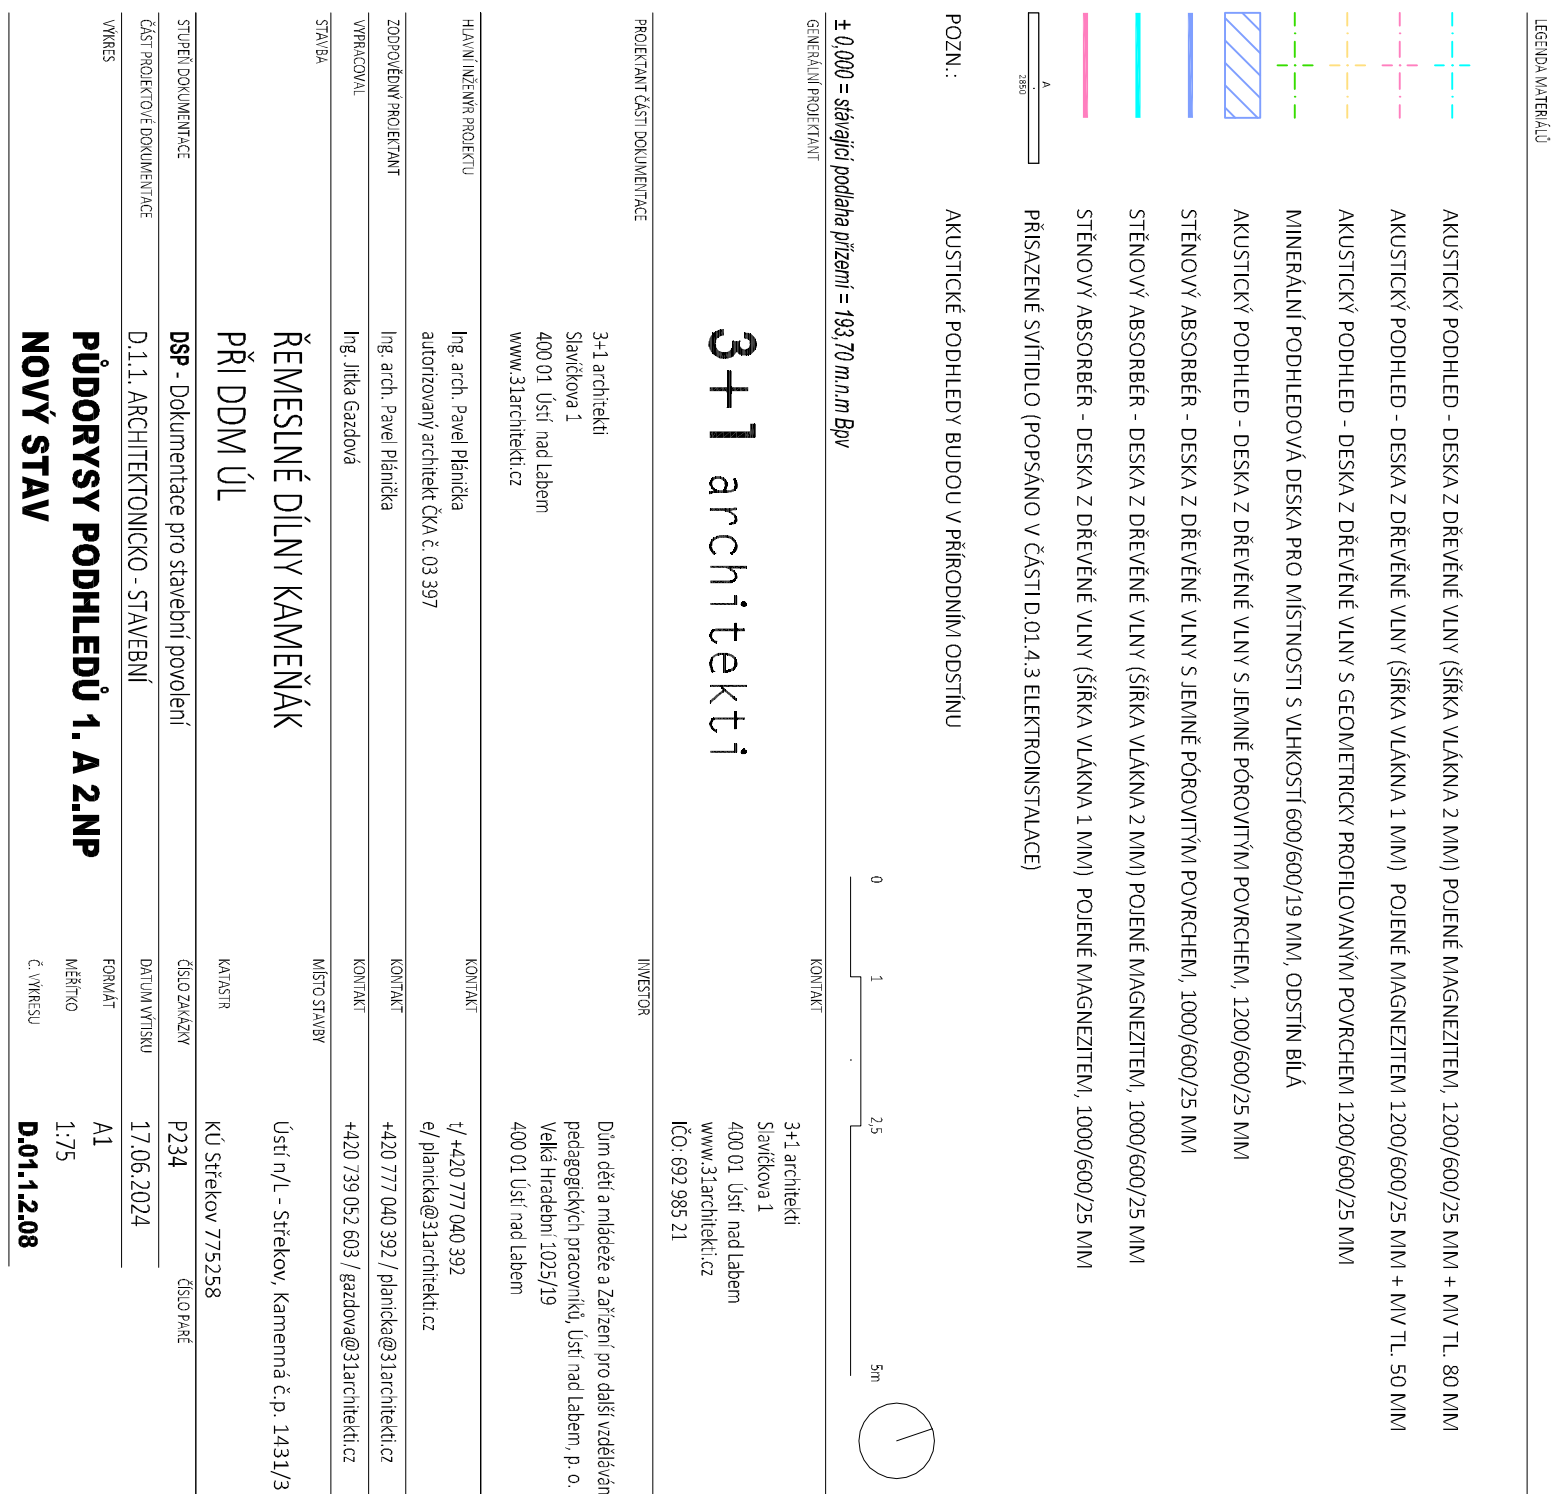 LEGENDA MATERIÁLŮ
AKUSTICKÝ PODHLED - DESKA Z DŘEVĚNÉ VLNY (ŠÍŘKA VLÁKNA 2 MM) POJENÉ MAGNEZITEM, 1200/600/25 MM + MV TL. 80 MM
AKUSTICKÝ PODHLED - DESKA Z DŘEVĚNÉ VLNY (ŠÍŘKA VLÁKNA 1 MM) POJENÉ MAGNEZITEM 1200/600/25 MM + MV TL. 50 MM
AKUSTICKÝ PODHLED - DESKA Z DŘEVĚNÉ VLNY S GEOMETRICKY PROFILOVANÝM POVRCHEM 1200/600/25 MM
MINERÁLNÍ PODHLEDOVÁ DESKA PRO MÍSTNOSTI S VLHKOSTÍ 600/600/19 MM, ODSTÍN BÍLÁ
AKUSTICKÝ PODHLED - DESKA Z DŘEVĚNÉ VLNY S JEMNĚ PÓROVITÝM POVRCHEM, 1200/600/25 MM
STĚNOVÝ ABSORBÉR - DESKA Z DŘEVĚNÉ VLNY S JEMNĚ PÓROVITÝM POVRCHEM, 1000/600/25 MM
STĚNOVÝ ABSORBÉR - DESKA Z DŘEVĚNÉ VLNY (ŠÍŘKA VLÁKNA 2 MM) POJENÉ MAGNEZITEM, 1000/600/25 MM
STĚNOVÝ ABSORBÉR - DESKA Z DŘEVĚNÉ VLNY (ŠÍŘKA VLÁKNA 1 MM) POJENÉ MAGNEZITEM, 1000/600/25 MM
A
2850
PŘISAZENÉ SVÍTIDLO (POPSÁNO V ČÁSTI D.01.4.3 ELEKTROINSTALACE)
POZN.:
AKUSTICKÉ PODHLEDY BUDOU V PŘÍRODNÍM ODSTÍNU
0 1 2,5 5m
± 0,000 = stávající podlaha přízemí = 193,70 m.n.m Bpv
GENERÁLNÍ PROJEKTANT
3+1 architekti
KONTAKT
3+1 architekti
Slavíčkova 1
400 01 Ústí nad Labem
www.31architekti.cz
IČO: 692 985 21
PROJEKTANT ČÁSTI DOKUMENTACE
3+1 architekti
Slavíčkova 1
400 01 Ústí nad Labem
www.31architekti.cz
INVESTOR
Dům dětí a mládeže a Zařízení pro další vzděláván
pedagogických pracovníků, Ústí nad Labem, p. o.
Velká Hradební 1025/19
400 01 Ústí nad Labem
HLAVNÍ INŽENÝR PROJEKTU
Ing. arch. Pavel Plánička
autorizovaný architekt ČKA č. 03 397
KONTAKT
t/ +420 777 040 392
e/ planicka@31architekti.cz
ZODPOVĚDNÝ PROJEKTANT
Ing. arch. Pavel Plánička
KONTAKT
+420 777 040 392 / planicka@31architekti.cz
VYPRACOVAL
Ing. Jitka Gazdová
KONTAKT
+420 739 052 603 / gazdova@31architekti.cz
STAVBA
ŘEMESLNÉ DÍLNY KAMEŇÁK
PŘI DDM ÚL
MÍSTO STAVBY
Ústí n/L - Střekov, Kamenná č.p. 1431/3
KATASTR
KÚ Střekov 775258
STUPEŇ DOKUMENTACE
DSP - Dokumentace pro stavební povolení
ČÍSLO ZAKÁZKY
P234
ČÍSLO PARÉ
ČÁST PROJEKTOVÉ DOKUMENTACE
D.1.1. ARCHITEKTONICKO - STAVEBNÍ
DATUM VÝTISKU
17.06.2024
VÝKRES
PŮDORYSY PODHLEDŮ 1. A 2.NP
NOVÝ STAV
FORMÁT
A1
MĚŘÍTKO
1:75
Č. VÝKRESU
D.01.1.2.08